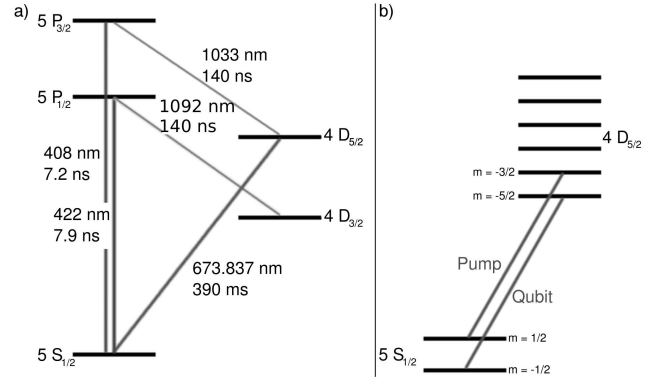 a)
5 P3/2
1033 nm
140 ns
5 P1/2
1092 nm
140 ns
4 D5/2
408 nm
7.2 ns
422 nm
7.9 ns
4 D3/2
673.837 nm
390 ms
5 S1/2
b)
4 D5/2
m = -3/2
m = -5/2
Pump
Qubit
m = 1/2
5 S1/2
m = -1/2